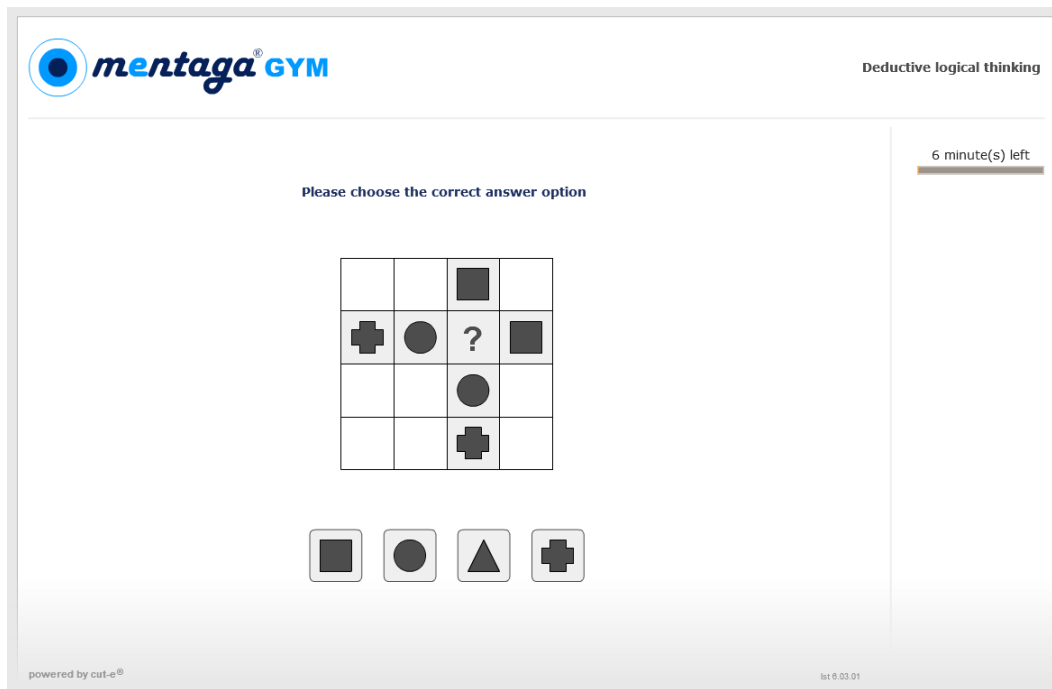 mentaga® GYM
Deductive logical thinking
6 minute(s) left
Please choose the correct answer option
?
powered by cut-e®
lst 6.03.01